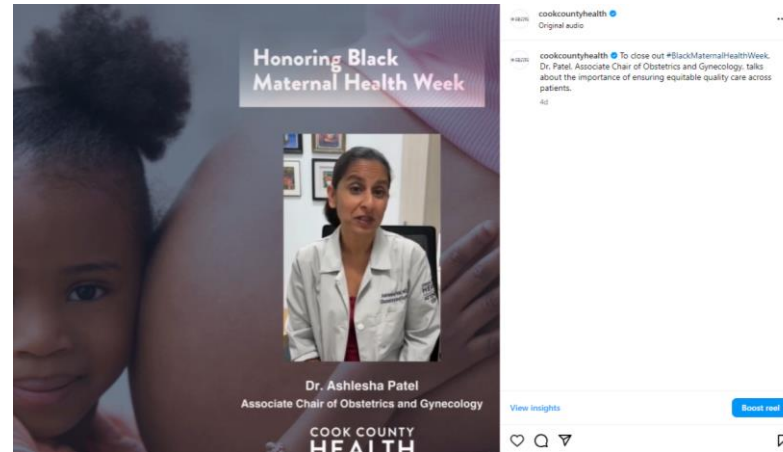 Honoring Black
Maternal Health Week
Dr. Ashlesha Patel
Associate Chair of Obstetrics and Gynecology
COOK COUNTY
HEALTH
cookcountyhealth
Original audio
cookcountyhealth To close out #BlackMaternalHealthWeek,
Dr. Patel, Associate Chair of Obstetrics and Gynecology, talks
about the importance of ensuring equitable quality care across
patients.
4d
View insights
Boost reel